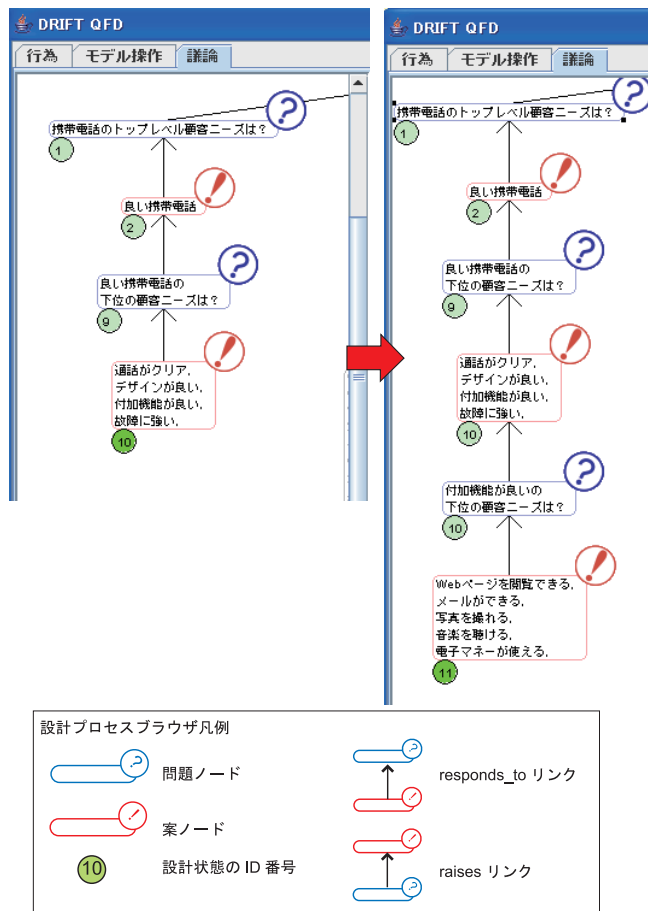 DRIFT QFD
行為
モデル操作
議論
携帯電話のトップレベル顧客ニーズは？
?
1
良い携帯電話
!
2
良い携帯電話の
下位の顧客ニーズは？
?
9
通話がクリア,
デザインが良い,
付加機能が良い,
故障に強い,
!
10
DRIFT QFD
行為
モデル操作
議論
携帯電話のトップレベル顧客ニーズは？
?
1
良い携帯電話
!
2
良い携帯電話の
下位の顧客ニーズは？
?
9
通話がクリア,
デザインが良い,
付加機能が良い,
故障に強い,
!
10
付加機能が良いの
下位の顧客ニーズは？
?
10
Webページを閲覧できる,
メールができる,
写真を撮れる,
音楽を聴ける,
電子マネーが使える,
!
11
設計プロセスブラウザ凡例
? 問題ノード
! 案ノード
10 設計状態の ID 番号
?
responds_to リンク
!
!
raises リンク
?